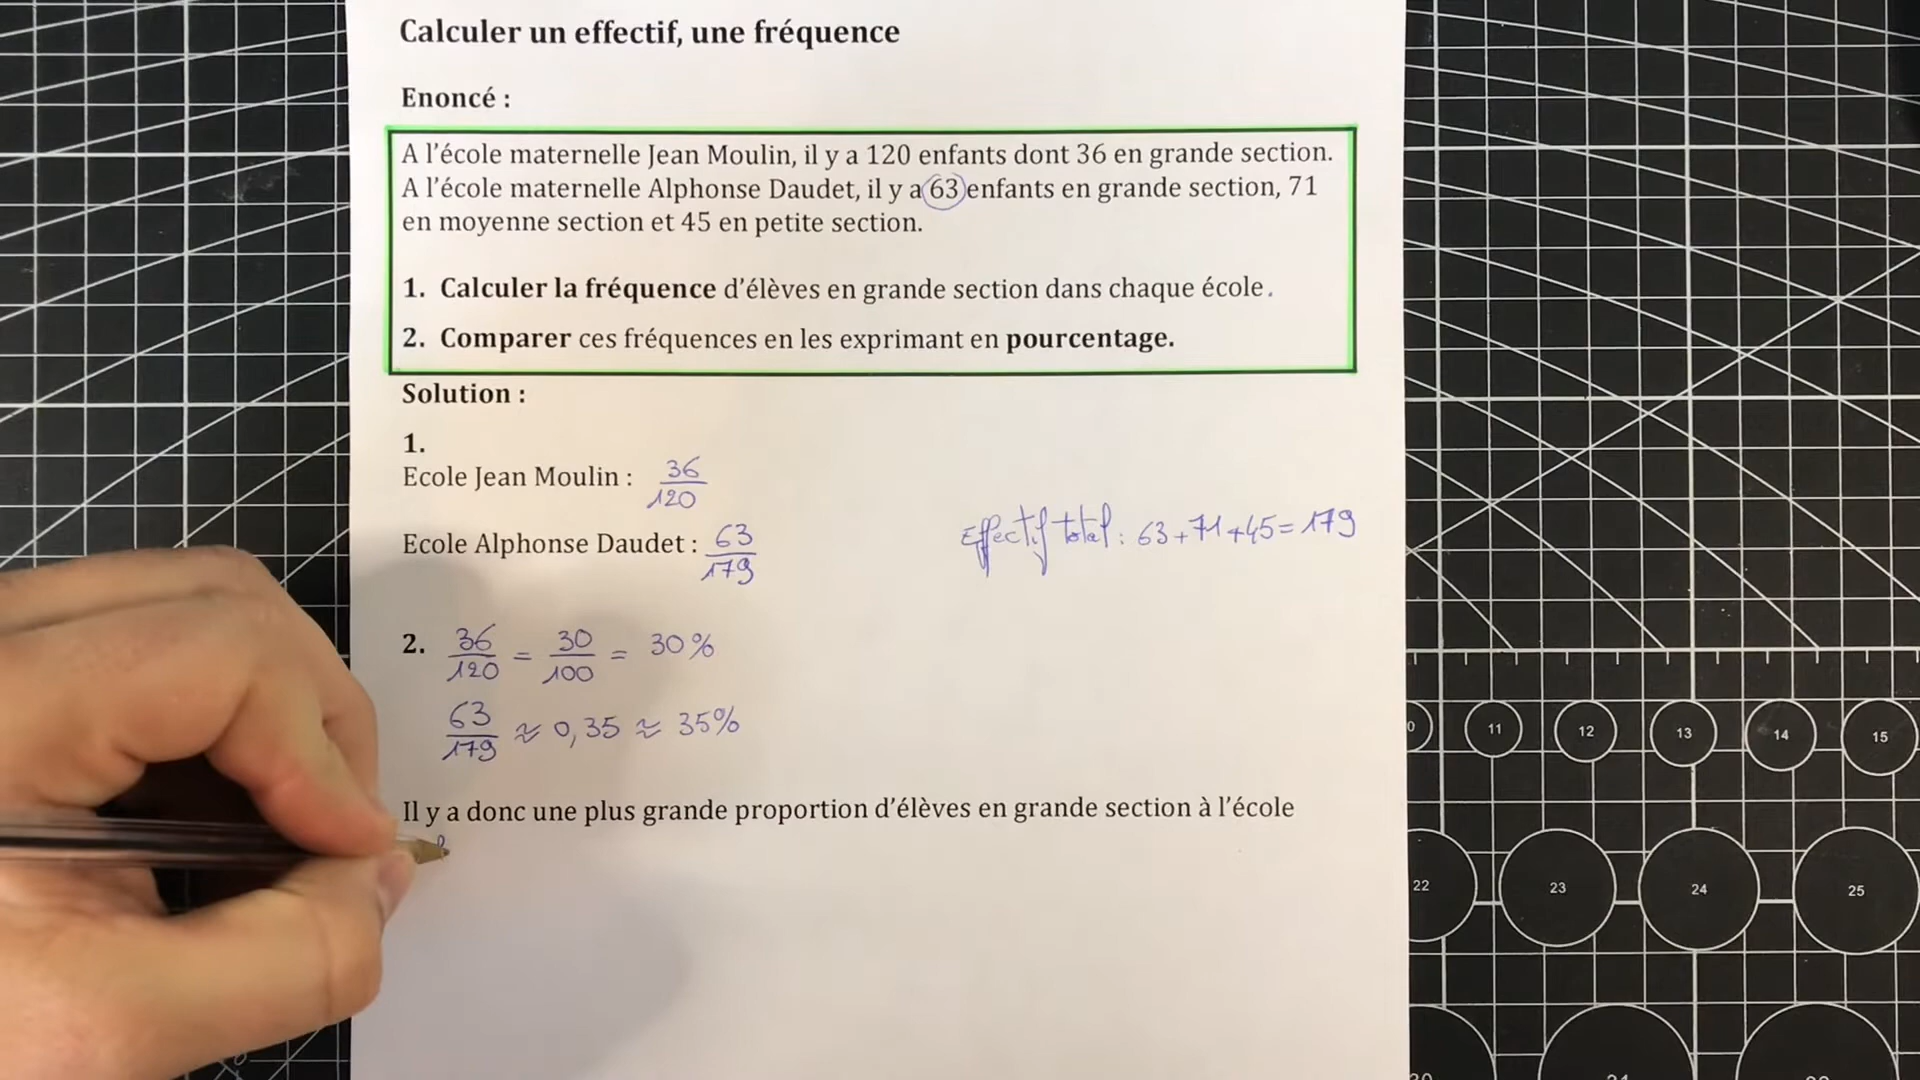 Calculer un effectif, une fréquence
Enoncé :
A l'école maternelle Jean Moulin, il y a 120 enfants dont 36 en grande section.
A l'école maternelle Alphonse Daudet, il y a 63 enfants en grande section, 71
en moyenne section et 45 en petite section.
1. Calculer la fréquence d'élèves en grande section dans chaque école.
2. Comparer ces fréquences en les exprimant en pourcentage.
Solution :
1.
Ecole Jean Moulin : 36/120
Effectif total : 63+71+45=179
Ecole Alphonse Daudet : 63/179
2. 36/120 = 30/100 = 30%
63/179 ≈ 0,35 ≈ 35%
Il y a donc une plus grande proportion d'élèves en grande section à l'école
11 12 13 14 15
22 23 24 25